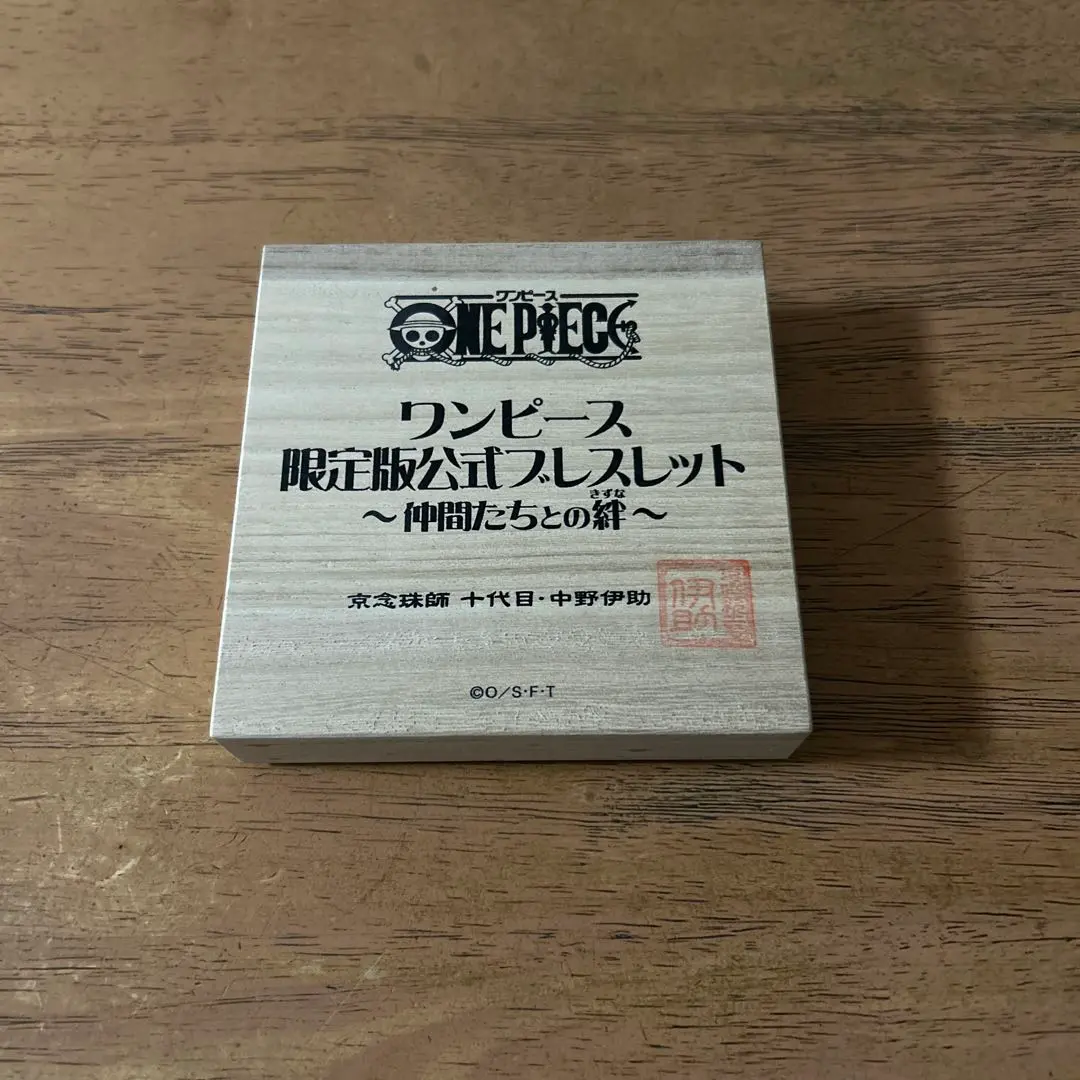 ワンピース
ONE PIECE
ワンピース
限定版公式ブレスレット
きずな
～仲間たちとの絆～
京念珠師 十代目・中野伊助
伊助
©O／S・F・T